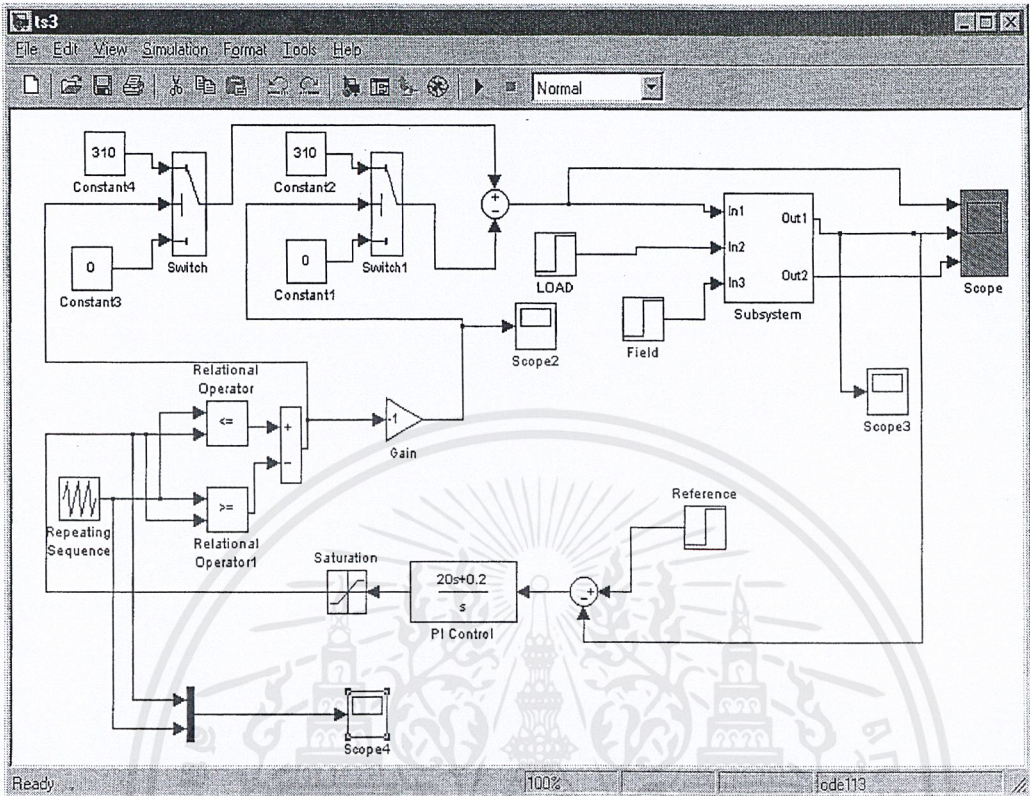 ts3
File Edit View Simulation Format Tools Help
Normal
310
Constant4
0
Constant3
Switch
310
Constant2
0
Constant1
Switch1
+
-
LOAD
Field
In1
In2
In3
Out1
Out2
Subsystem
Scope
Scope2
Scope3
Relational
Operator
<=
+
-
-1
Gain
Repeating
Sequence
>=
Relational
Operator1
Reference
Saturation
20s+0.2
s
PI Control
-+
Scope4
Ready
100%
ode113